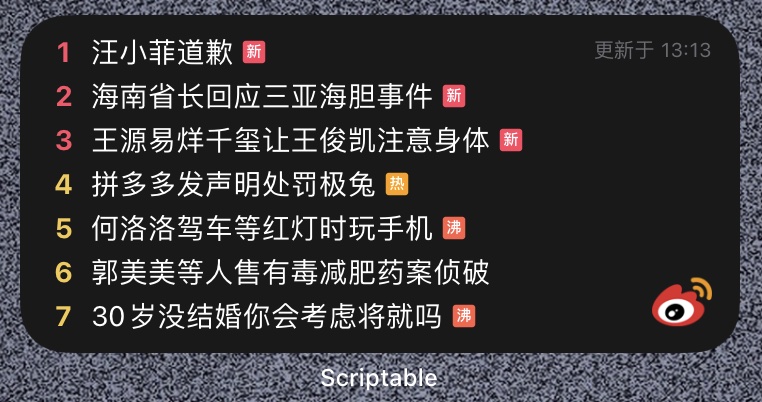 1 汪小菲道歉 新 更新于 13:13
2 海南省长回应三亚海胆事件 新
3 王源易烊千玺让王俊凯注意身体 新
4 拼多多发声明处罚极兔 热
5 何洛洛驾车等红灯时玩手机 沸
6 郭美美等人售有毒减肥药案侦破
7 30岁没结婚你会考虑将就吗 沸
Scriptable